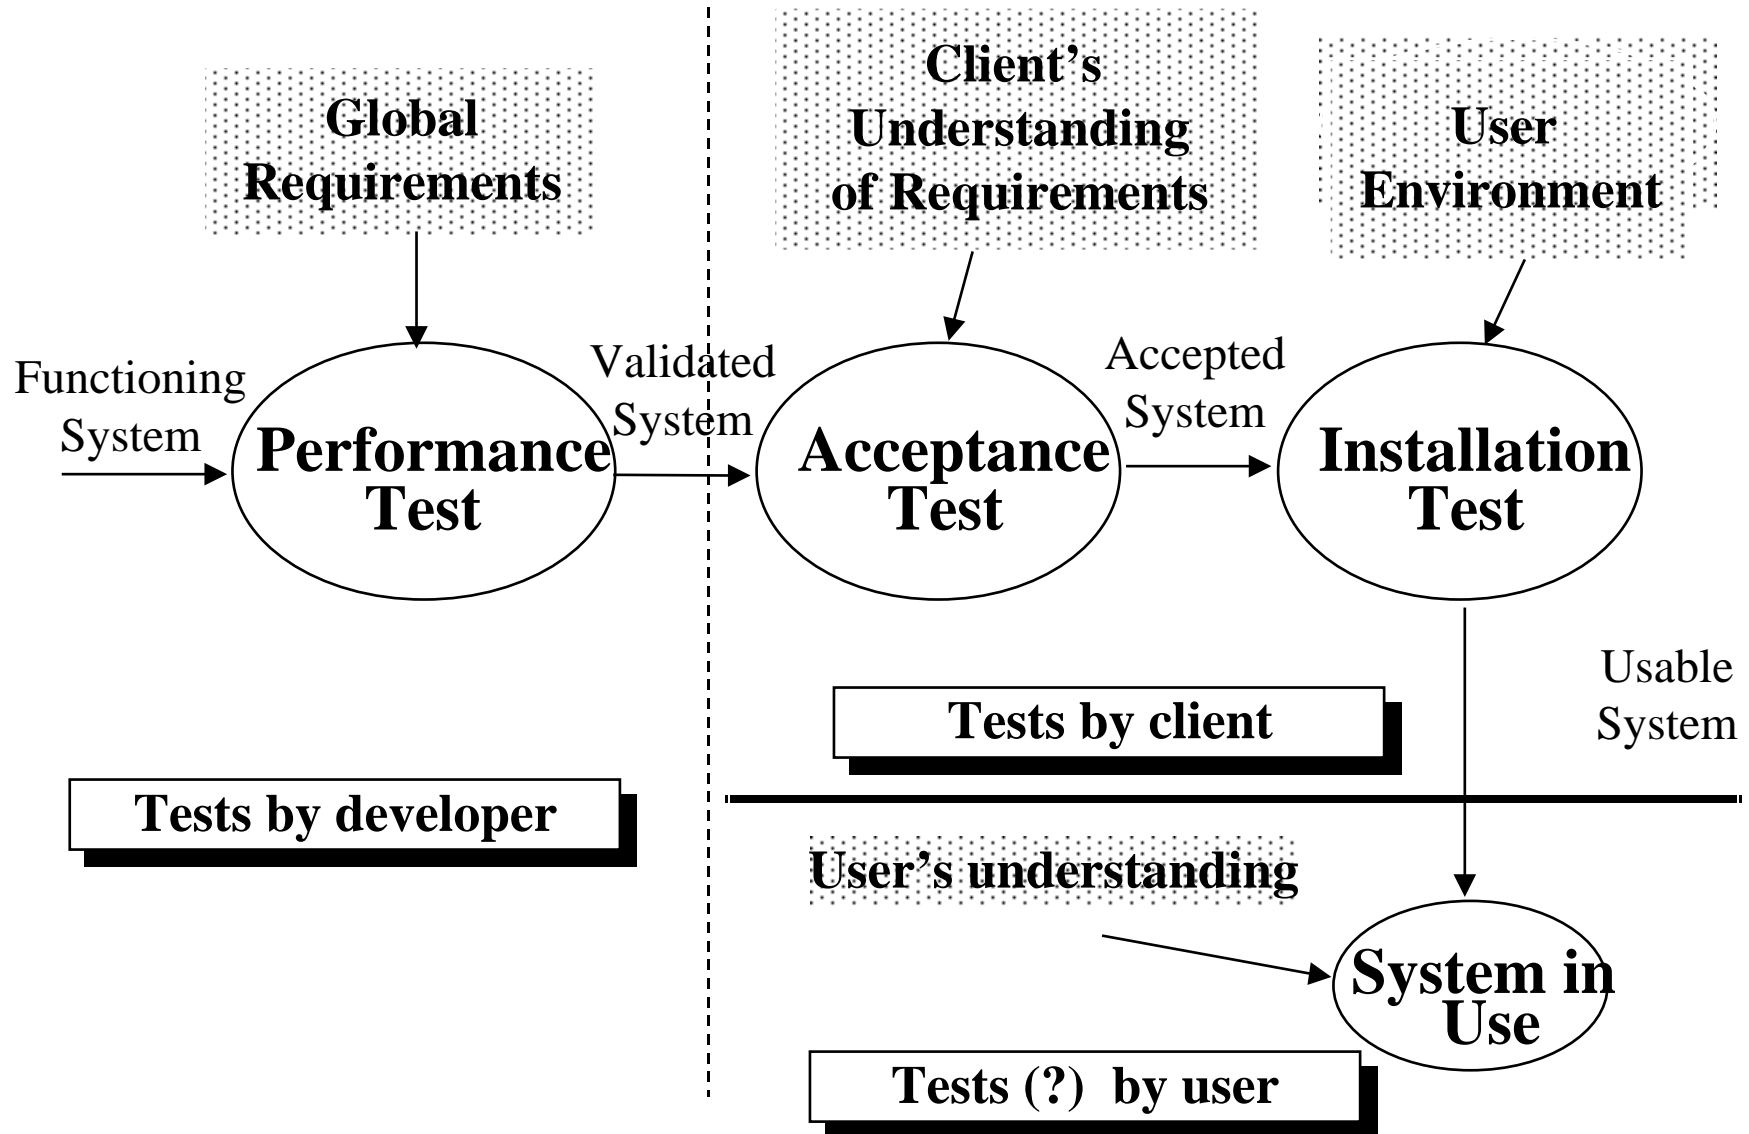 Global
Requirements
Client’s
Understanding
of Requirements
User
Environment
Functioning
System
Performance
Test
Validated
System
Acceptance
Test
Accepted
System
Installation
Test
Usable
System
Tests by client
Tests by developer
User’s understanding
System in
Use
Tests (?)  by user